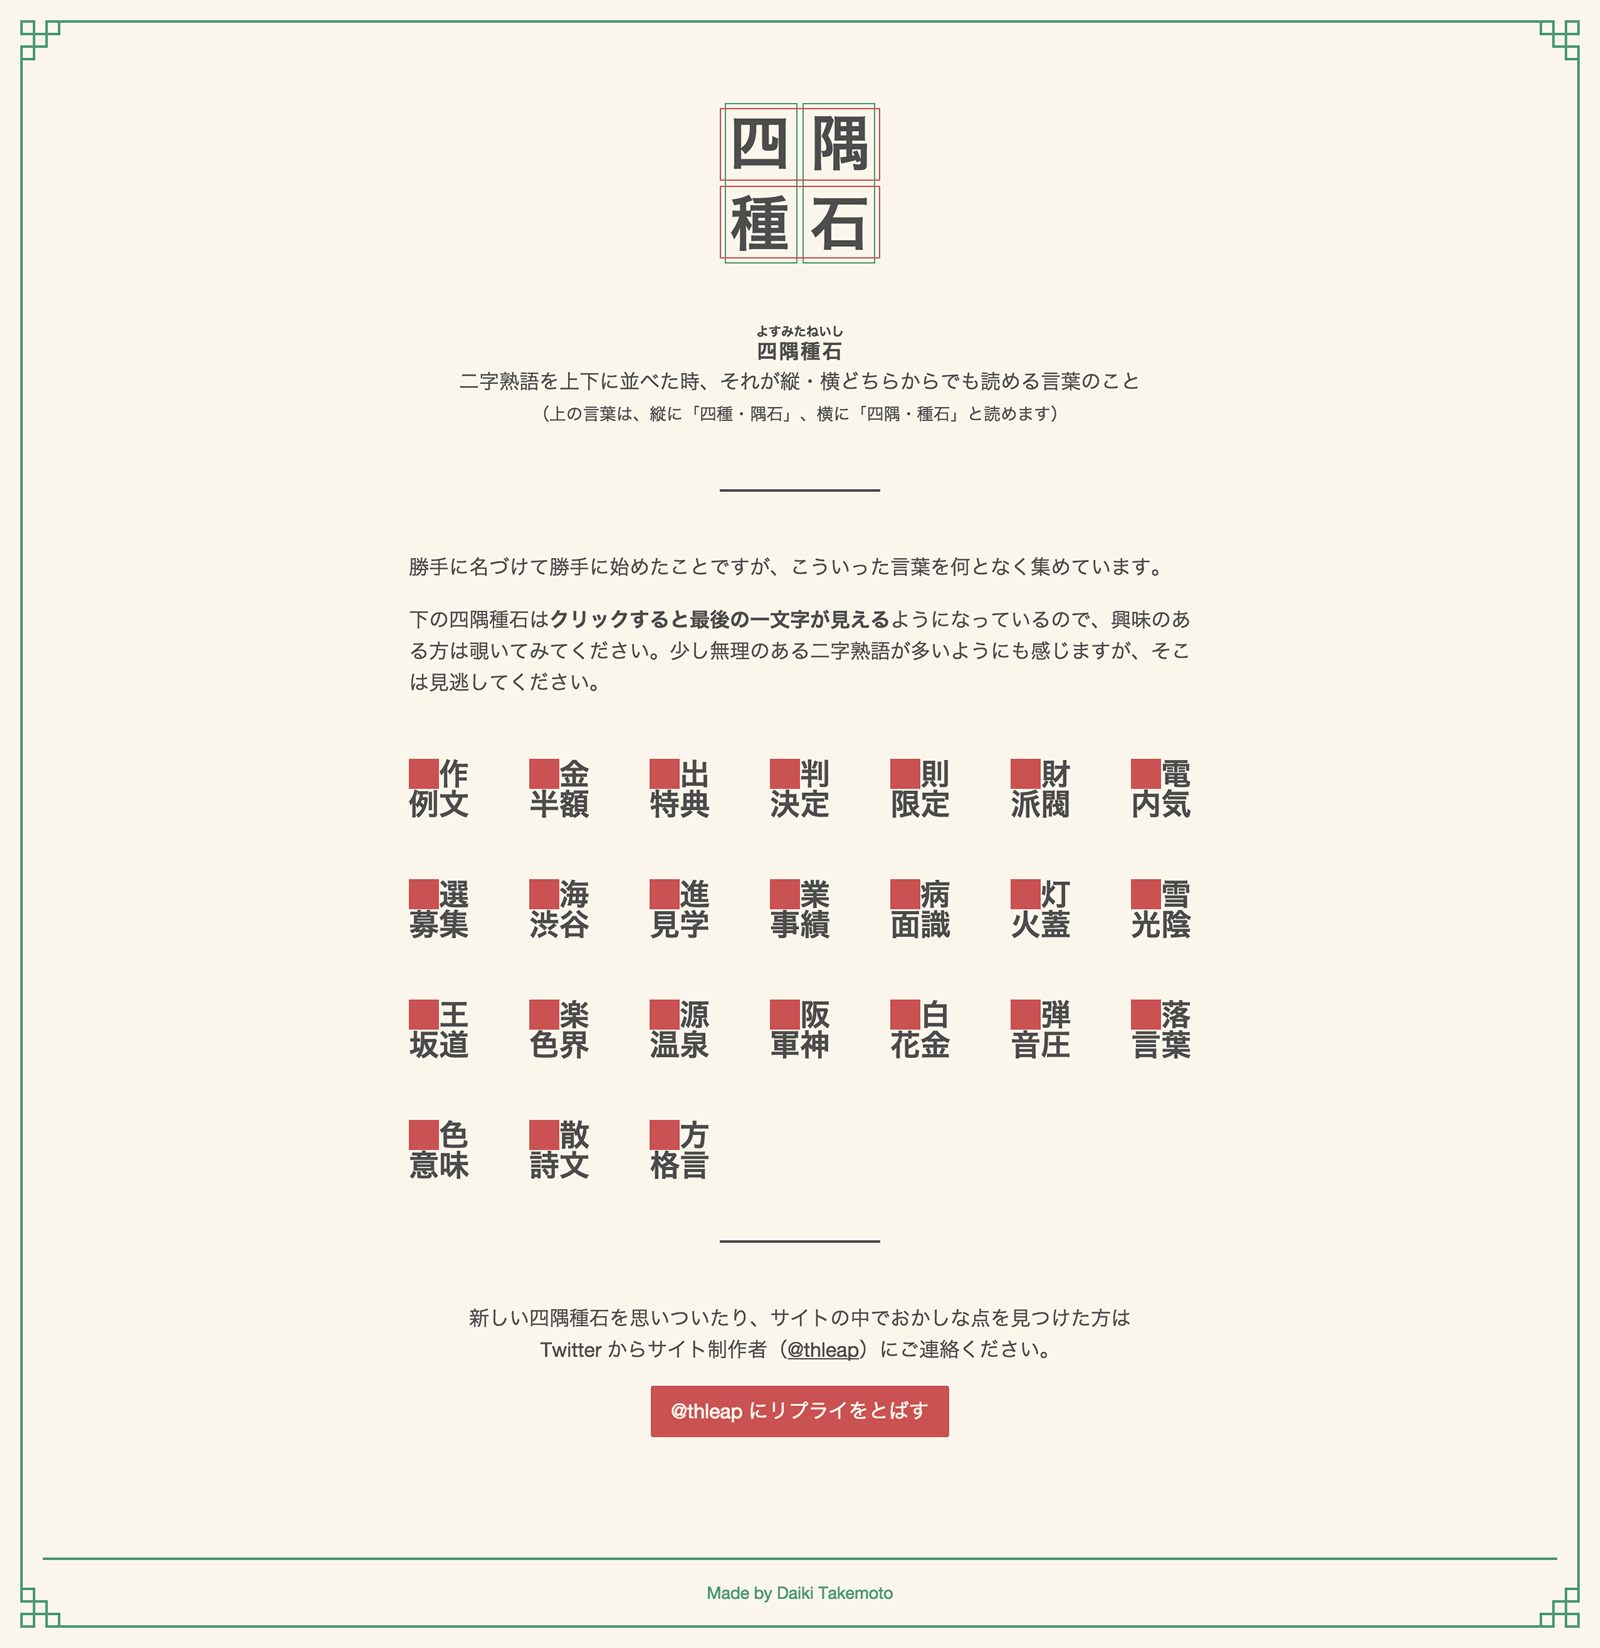 四隅
種石
よすみたねいし
四隅種石
二字熟語を上下に並べた時、それが縦・横どちらからでも読める言葉のこと
（上の言葉は、縦に「四種・隅石」、横に「四隅・種石」と読めます）
勝手に名づけて勝手に始めたことですが、こういった言葉を何となく集めています。
下の四隅種石はクリックすると最後の一文字が見えるようになっているので、興味のあ
る方は覗いてみてください。少し無理のある二字熟語が多いようにも感じますが、そこ
は見逃してください。
作 金 出 判 則 財 電
例文 半額 特典 決定 限定 派閥 内気
選 海 進 業 病 灯 雪
募集 渋谷 見学 事績 面識 火蓋 光陰
王 楽 源 阪 白 弾 落
坂道 色界 温泉 軍神 花金 音圧 言葉
色 散 方
意味 詩文 格言
新しい四隅種石を思いついたり、サイトの中でおかしな点を見つけた方は
Twitter からサイト制作者（@thleap）にご連絡ください。
@thleap にリプライをとばす
Made by Daiki Takemoto